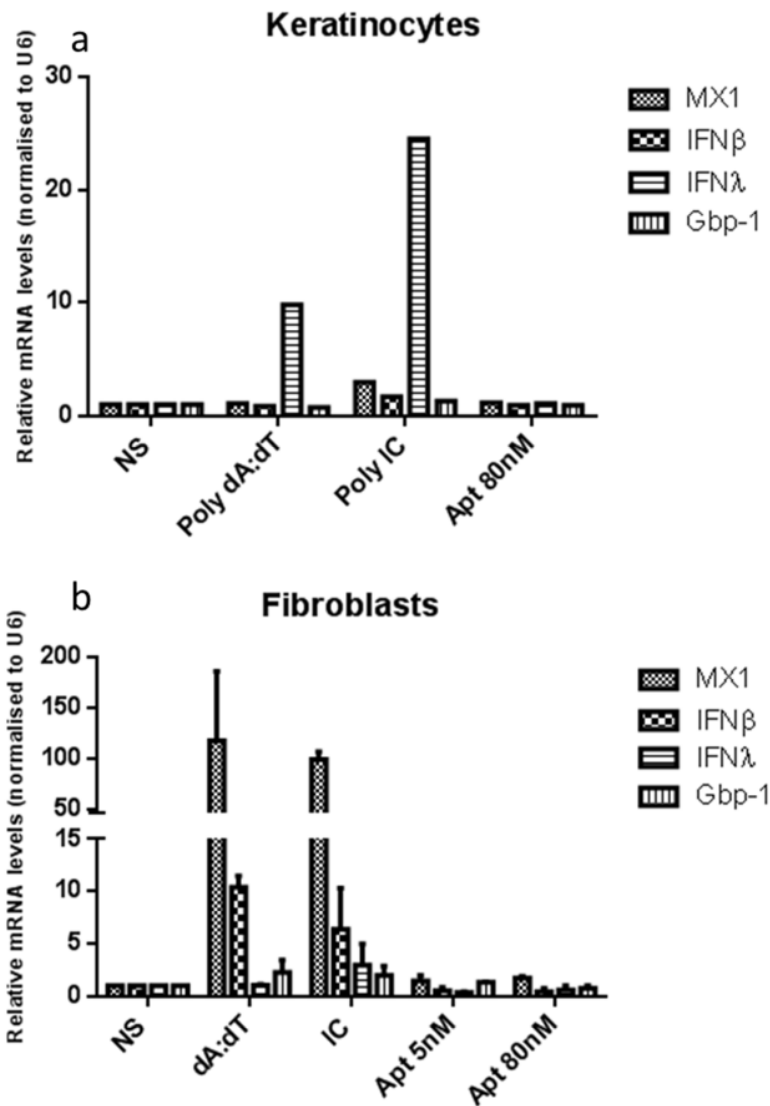 a
Keratinocytes
Relative mRNA levels (normalised to U6)
30
20
10
0
NS
Poly dA:dT
Poly IC
Apt 80nM
MX1
IFNβ
IFNλ
Gbp-1
b
Fibroblasts
Relative mRNA levels (normalised to U6)
200
150
100
50
15
10
5
0
NS
dA:dT
IC
Apt 5nM
Apt 80nM
MX1
IFNβ
IFNλ
Gbp-1